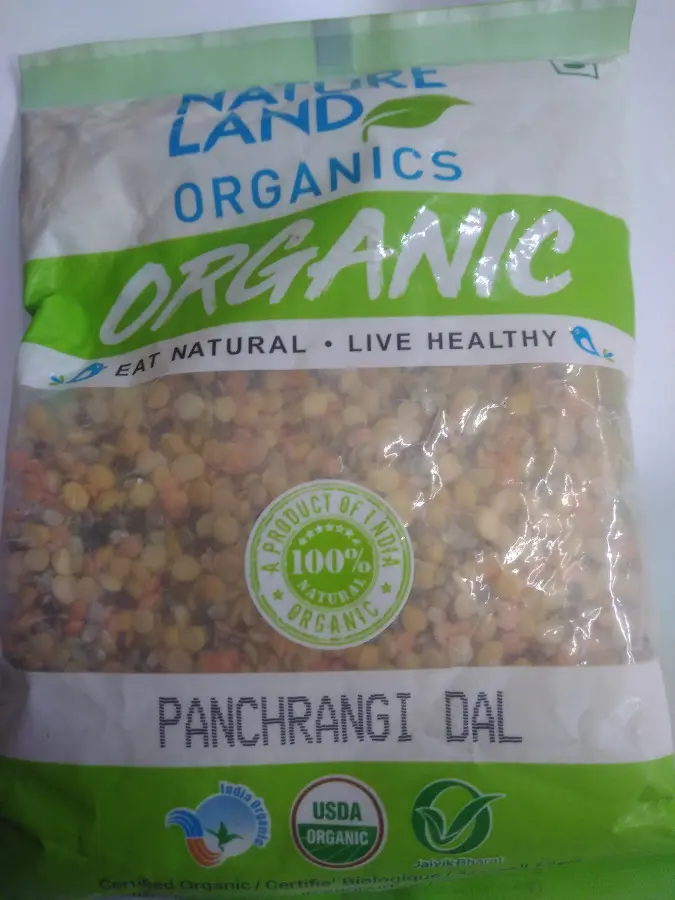 NATURE
LAND
ORGANICS
ORGANIC
EAT NATURAL • LIVE HEALTHY
A PRODUCT OF INDIA
100%
NATURAL
ORGANIC
PANCHRANGI DAL
India Organic
USDA
ORGANIC
Jaivik Bharat
Certified Organic / Certifie' Biologique /